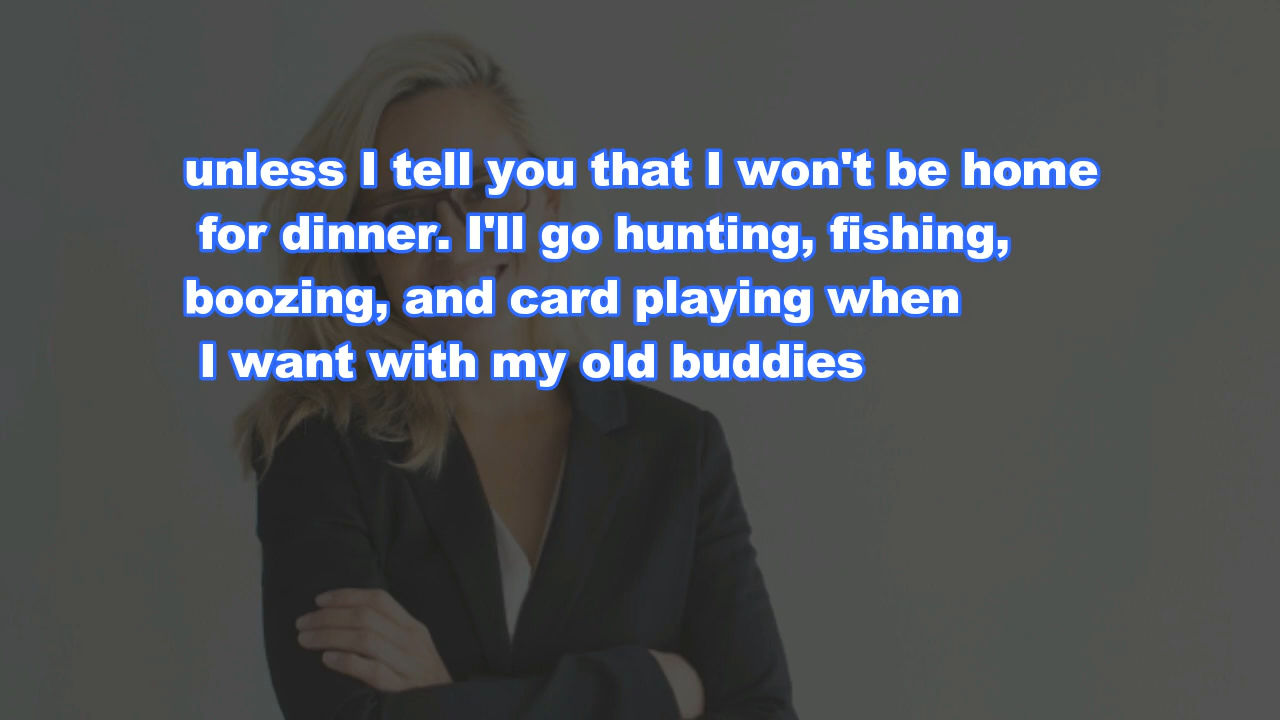 unless I tell you that I won't be home
for dinner. I'll go hunting, fishing,
boozing, and card playing when
I want with my old buddies